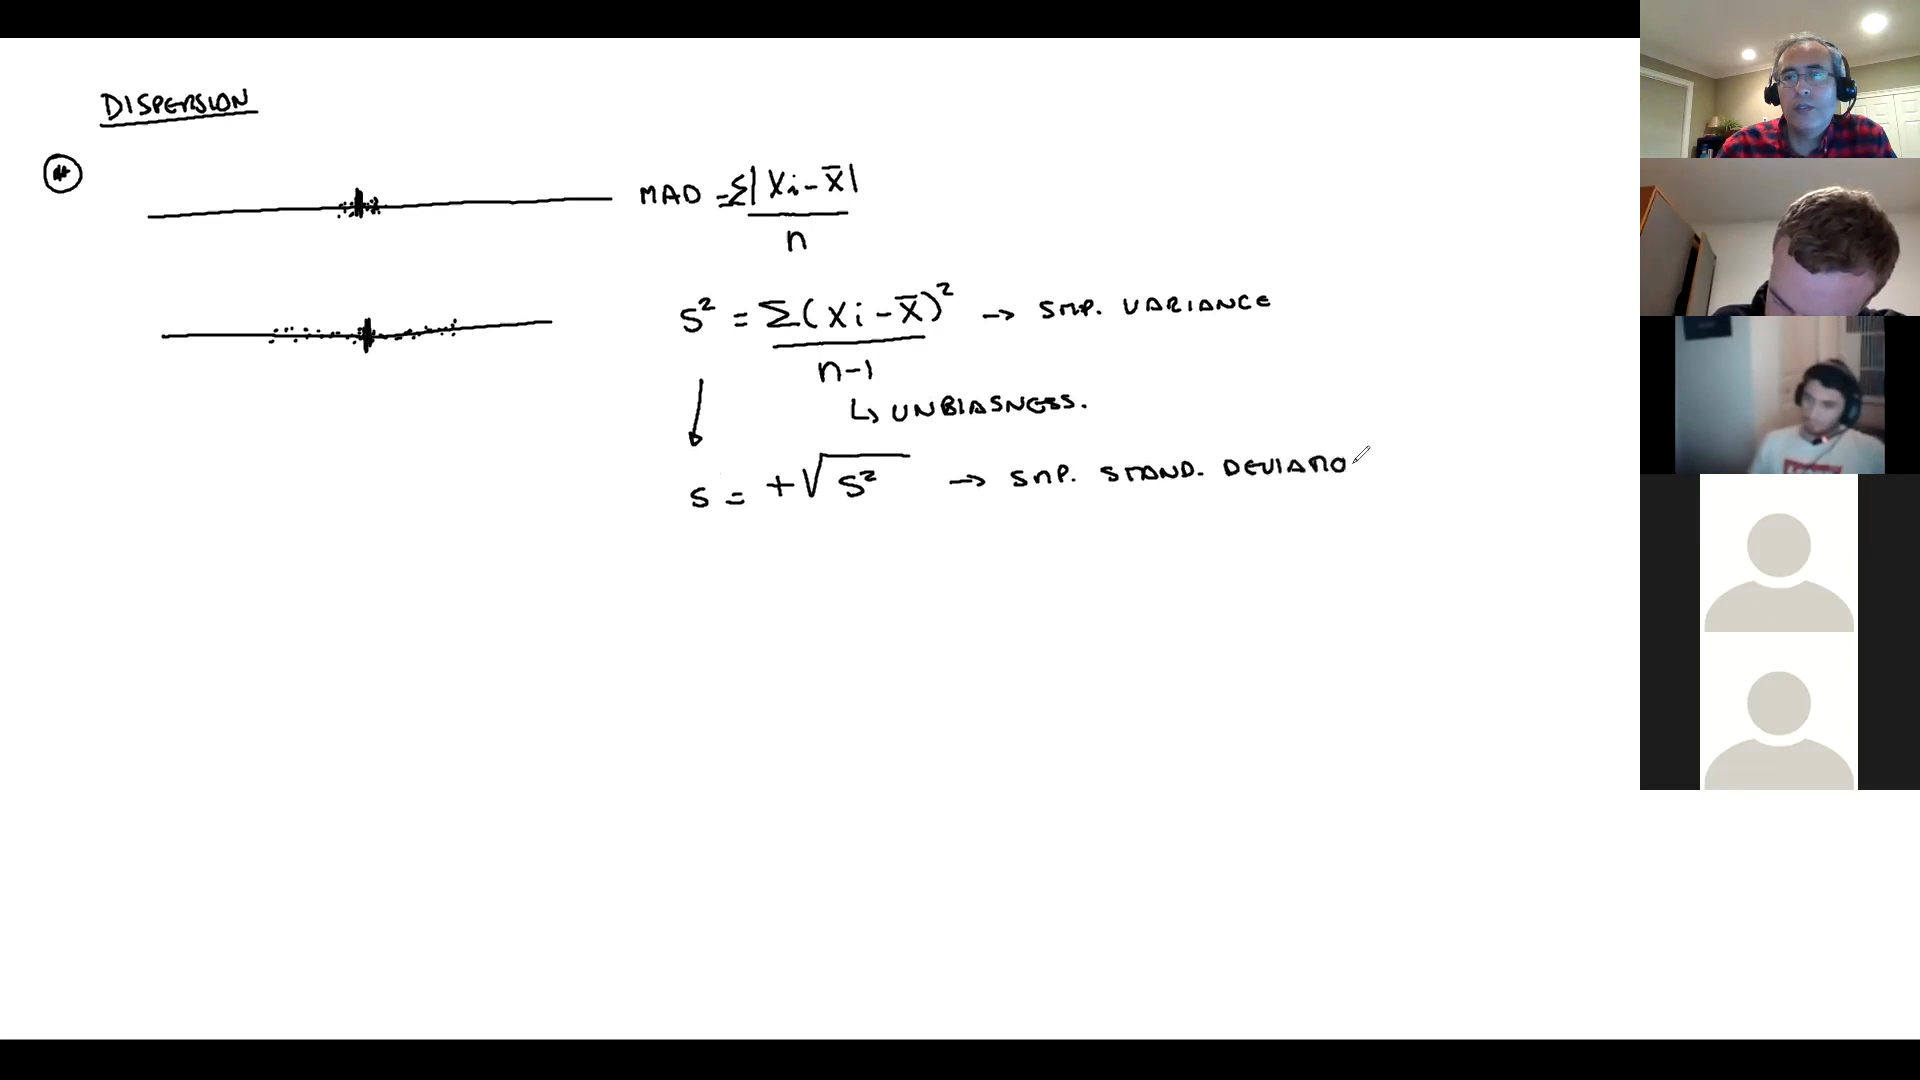 DISPERSION
MAD = Σ|Xi - X̄|
n
S² = Σ(Xi - X̄)² → SMP. VARIANCE
n-1
↳ UNBIASNESS.
S = +√S² → SMP. STAND. DEVIATIO